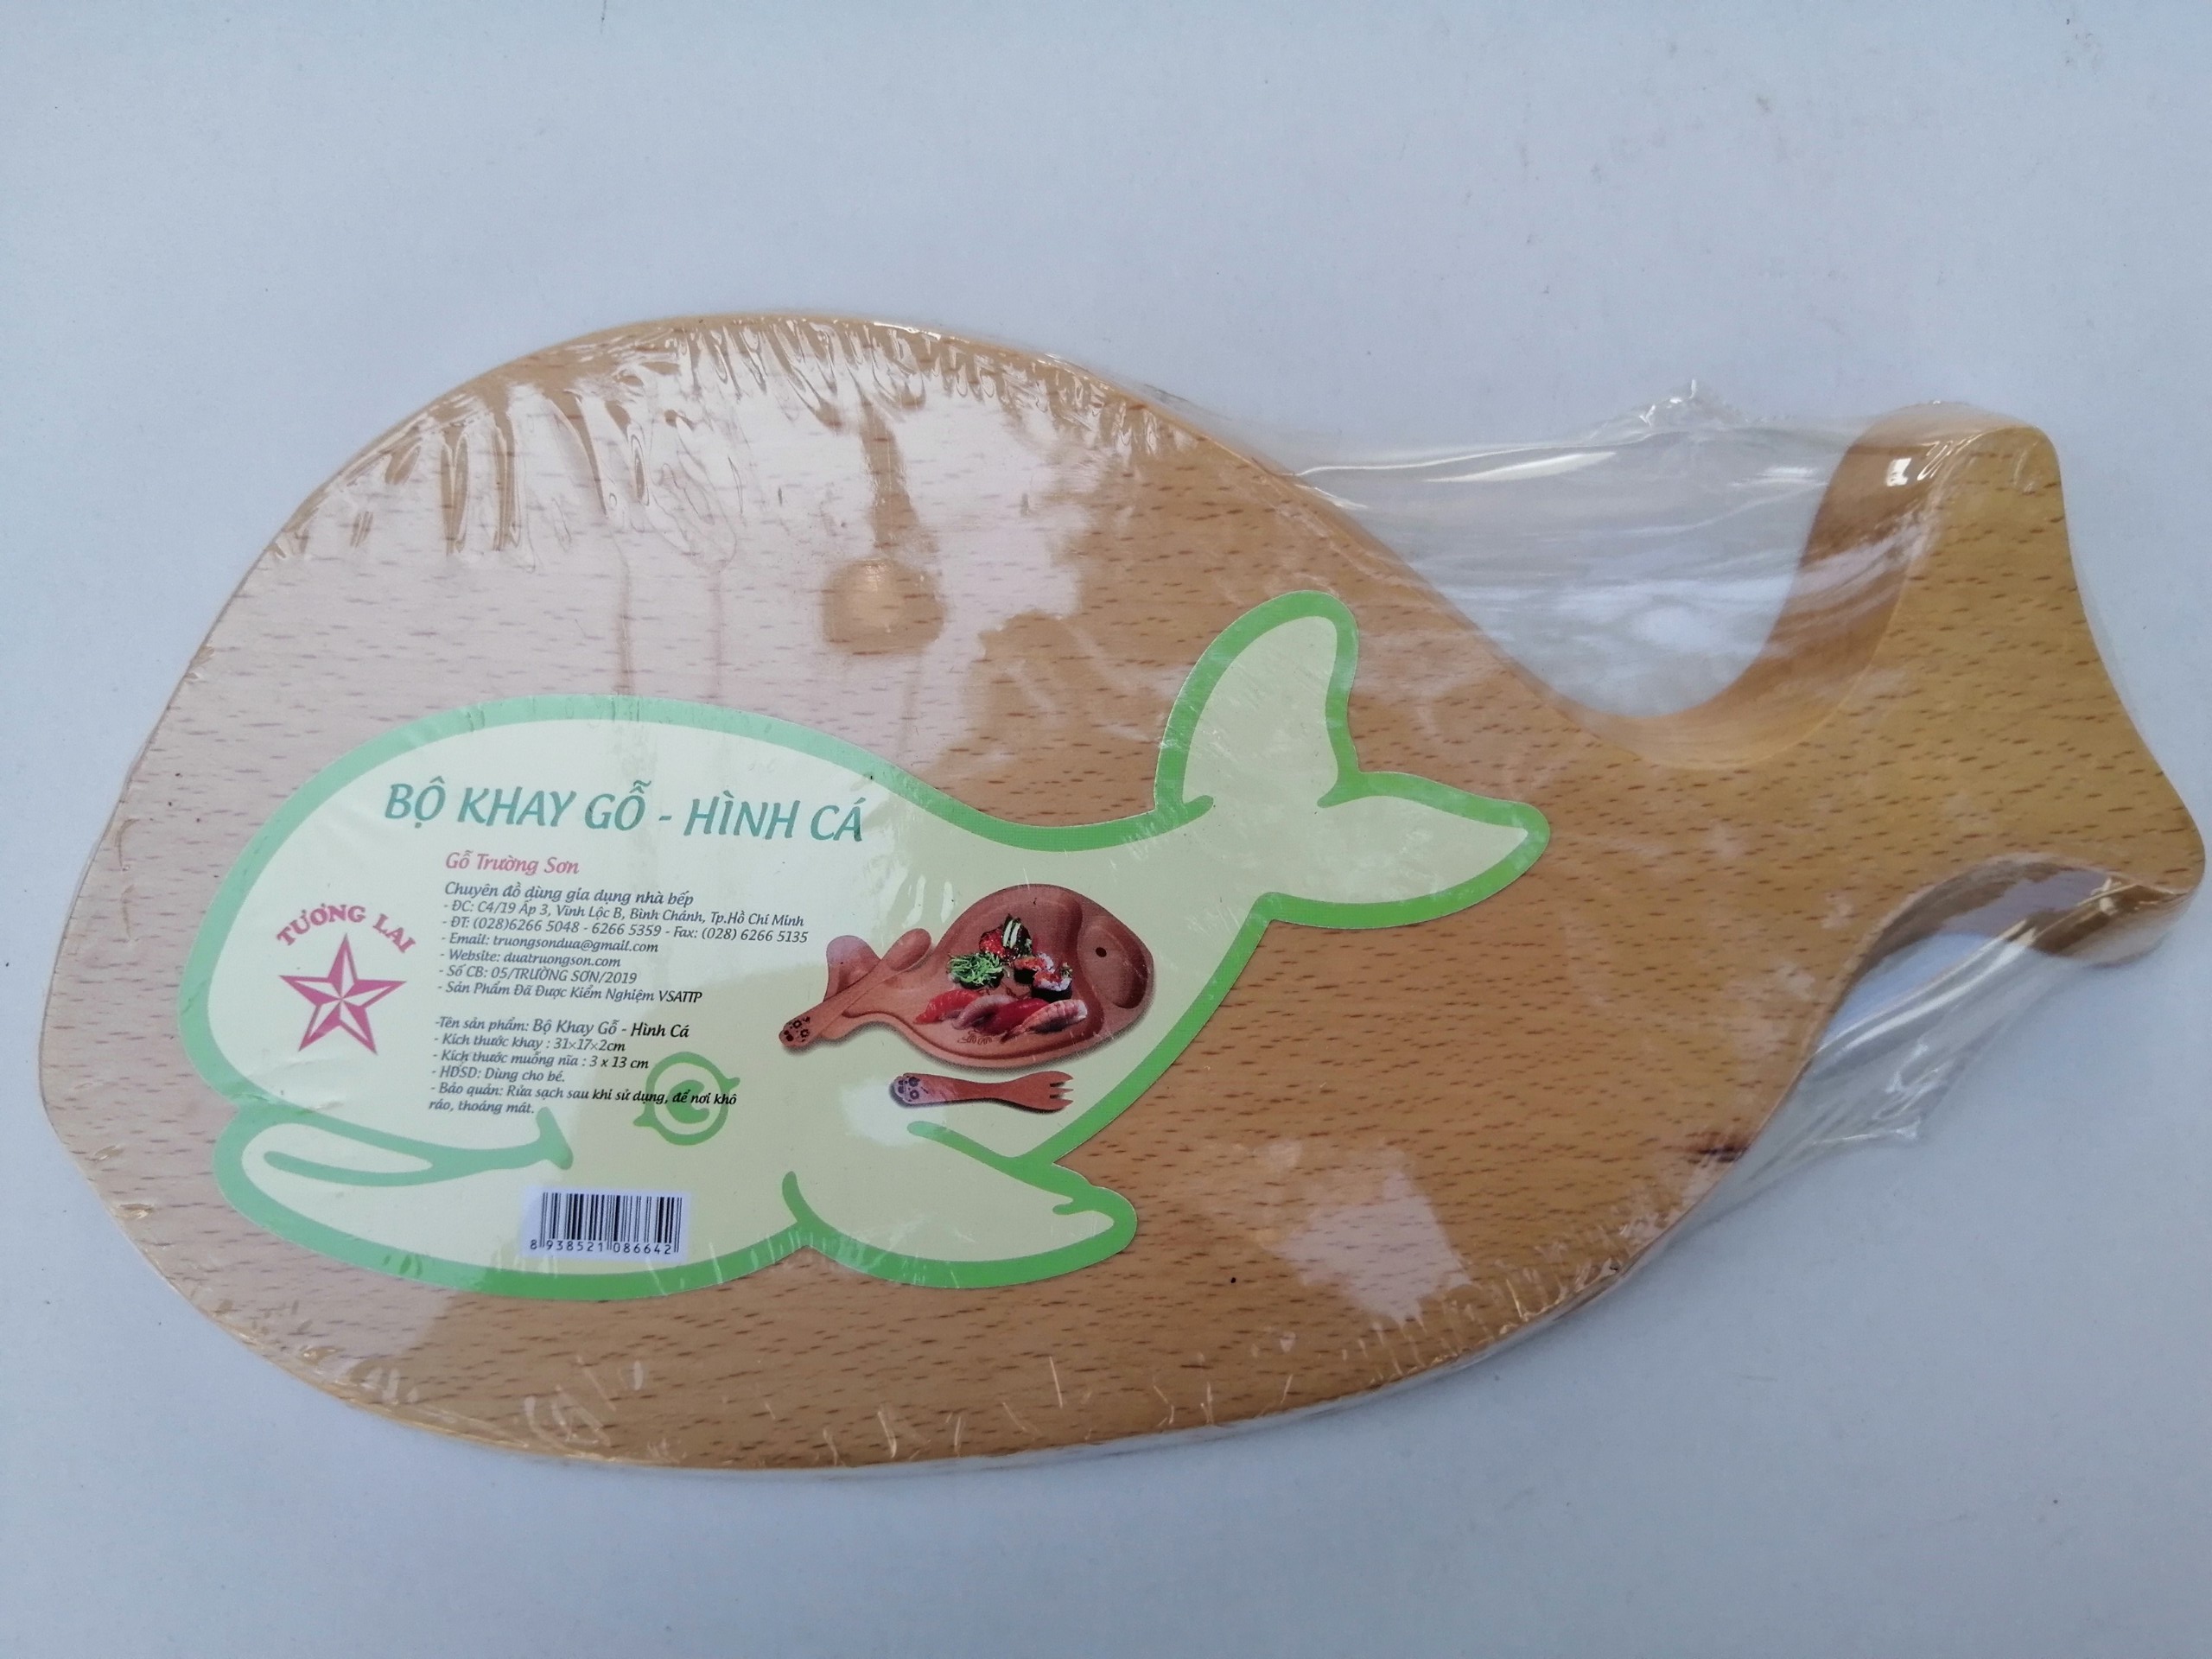 BỘ KHAY GỖ - HÌNH CÁ
Gỗ Trường Sơn
Chuyên đồ dùng gia dụng nhà bếp
- ĐC: C4/19 Ấp 3, Vĩnh Lộc B, Bình Chánh, Tp.Hồ Chí Minh
- ĐT: (028)6266 5048 - 6266 5359 - Fax: (028) 6266 5135
- Email: truongsondua@gmail.com
- Website: duatruongson.com
- Số CB: 05/TRƯỜNG SƠN/2019
- Sản Phẩm Đã Được Kiểm Nghiệm VSATTP
TƯƠNG LAI
-Tên sản phẩm: Bộ Khay Gỗ - Hình Cá
- Kích thước khay : 31×17×2cm
- Kích thước muỗng nĩa : 3 x 13 cm
- HDSD: Dùng cho bé.
- Bảo quản: Rửa sạch sau khi sử dụng, để nơi khô
ráo, thoáng mát.
8 938521 086642